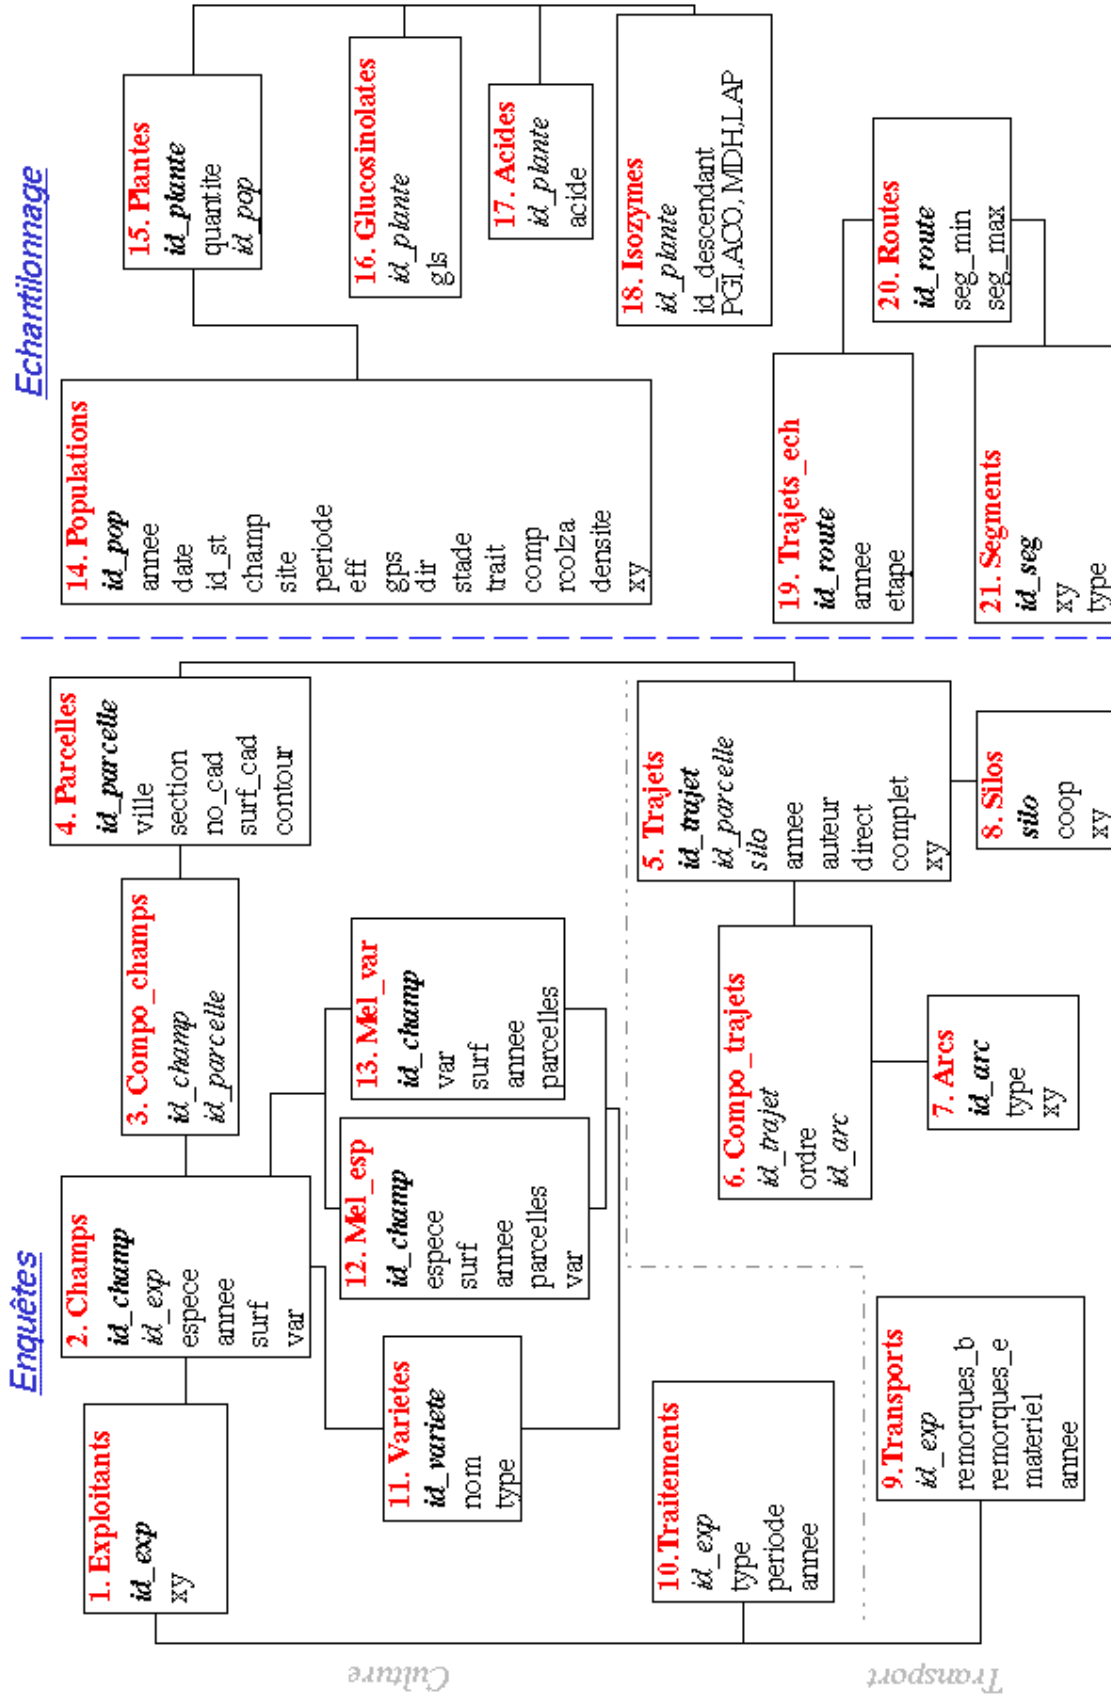 Enquêtes
Echantilonnage
Culture
Transport
1. Exploitants
id_exp
xy
2. Champs
id_champ
id_exp
espece
annee
surf
var
3. Compo_champs
id_champ
id_parcelle
4. Parcelles
id_parcelle
ville
section
no_cad
surf_cad
contour
5. Trajets
id_trajet
id_parcelle
silo
annee
auteur
direct
complet
xy
6. Compo_trajets
id_trajet
ordre
id_arc
7. Arcs
id_arc
type
xy
8. Silos
silo
coop
xy
9.Transports
id_exp
remorques_b
remorques_e
materiel
annee
10.Traitements
id_exp
type
periode
annee
11. Varietes
id_variete
nom
type
12. Mel_esp
id_champ
espece
surf
annee
parcelles
var
13. Mel_var
id_champ
var
surf
annee
parcelles
14. Populations
id_pop
annee
date
id_st
champ
site
periode
eff
gps
dir
stade
trait
comp
rcolza
densite
xy
15. Plantes
id_plante
quantite
id_pop
16. Glucosinolates
id_plante
gls
17. Acides
id_plante
acide
18. Isozymes
id_plante
id_descendant
PGI,ACO, MDH,LAP
19. Trajets_ech
id_route
annee
etape
20. Routes
id_route
seg_min
seg_max
21. Segments
id_seg
xy
type